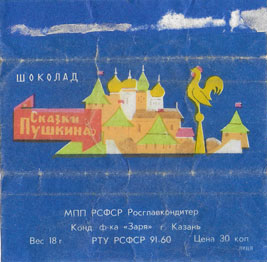 ШОКОЛАД
Сказки
Пушкина
МПП РСФСР Росглавкондитер
Конд ф-ка «Заря» г. Казань
Вес 18 г РТУ РСФСР 91-60 Цена 30 коп